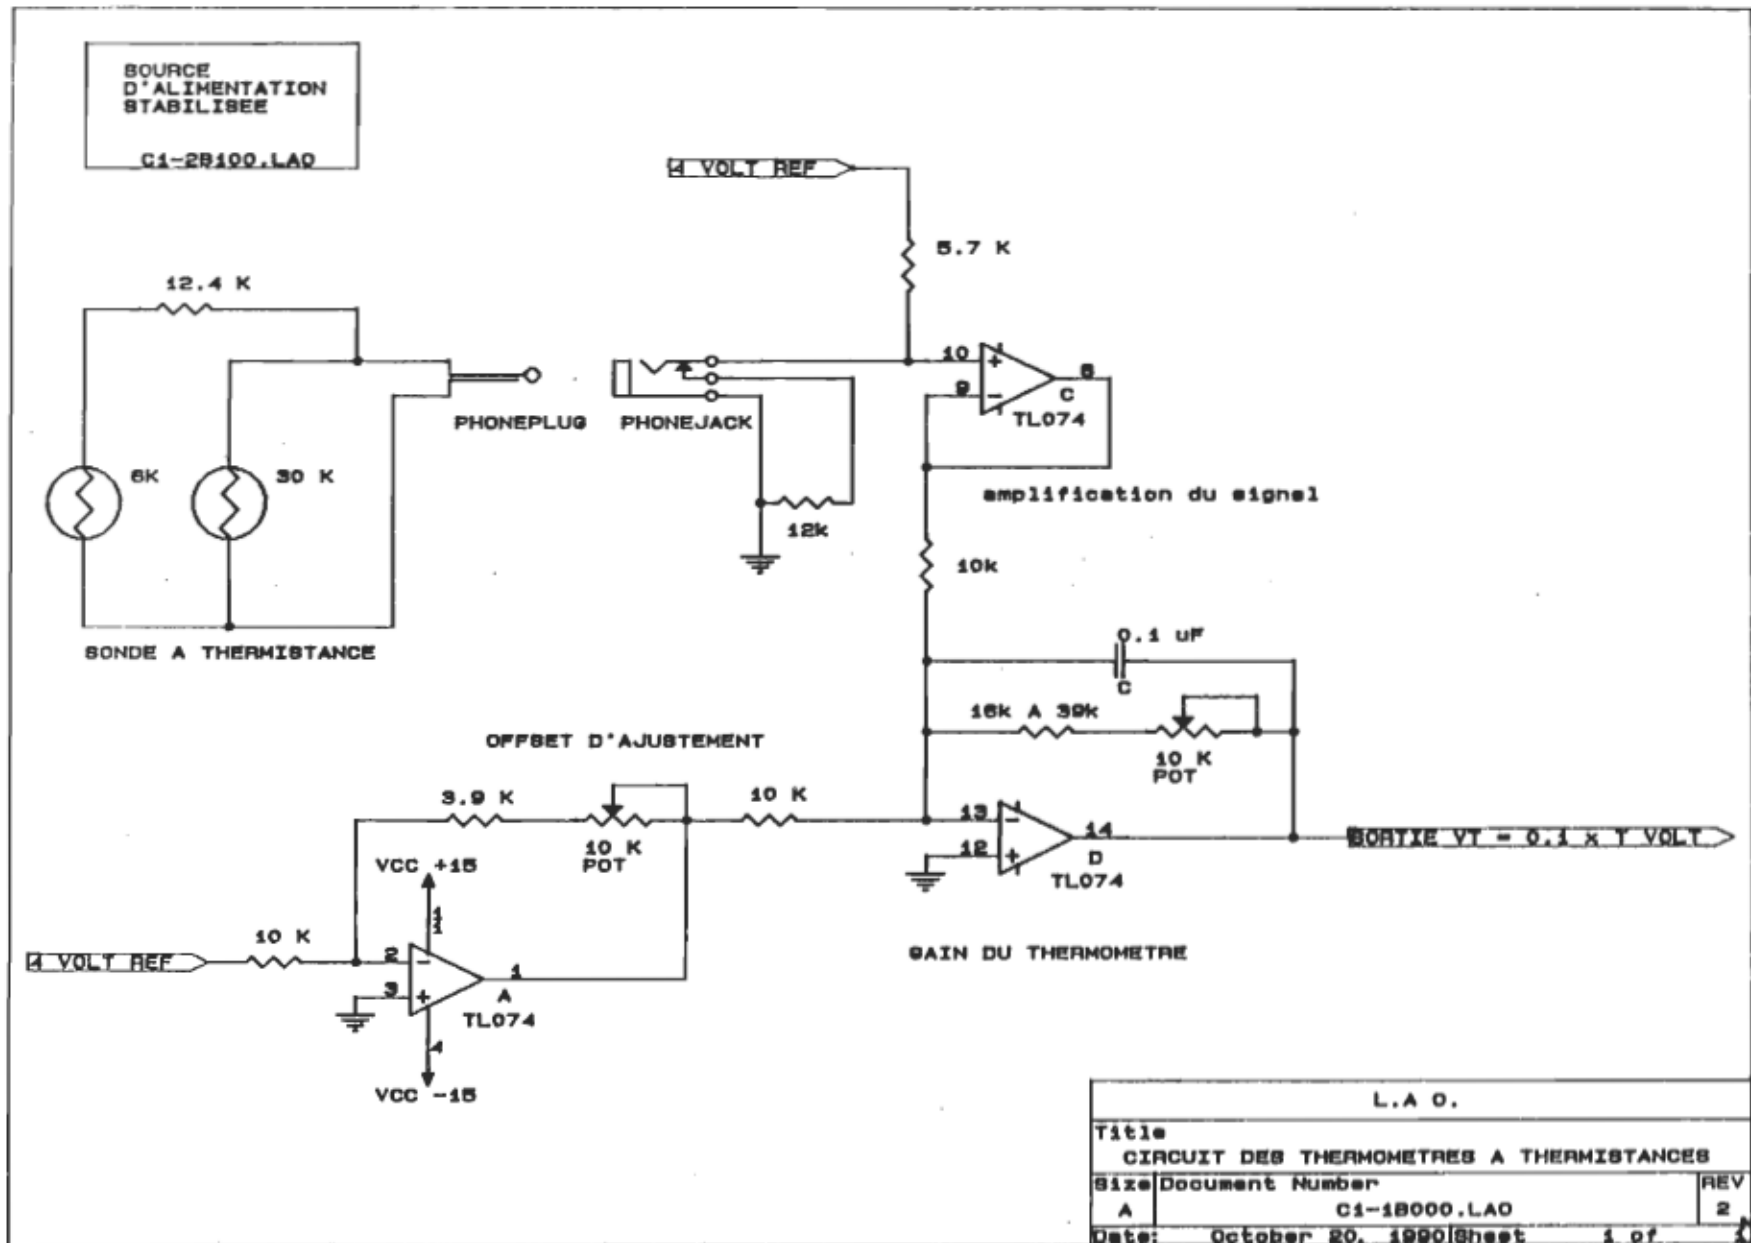 SOURCE
D'ALIMENTATION
STABILISEE
C1-2B100.LAO
4 VOLT REF
5.7 K
12.4 K
10
9
8
C
TL074
PHONEPLUG
PHONEJACK
6K
30 K
amplification du signal
12k
10k
0.1 uF
C
SONDE A THERMISTANCE
16k A 39k
10 K
POT
OFFSET D'AJUSTEMENT
3.9 K
10 K
POT
10 K
13
12
14
D
TL074
SORTIE VT = 0.1 x T VOLT
VCC +15
GAIN DU THERMOMETRE
4 VOLT REF
10 K
2
3
1
A
TL074
4
VCC -15
L.A O.
Title
CIRCUIT DES THERMOMETRES A THERMISTANCES
Size Document Number REV
A C1-1B000.LAO 2
Date: October 20, 1990 Sheet 1 of